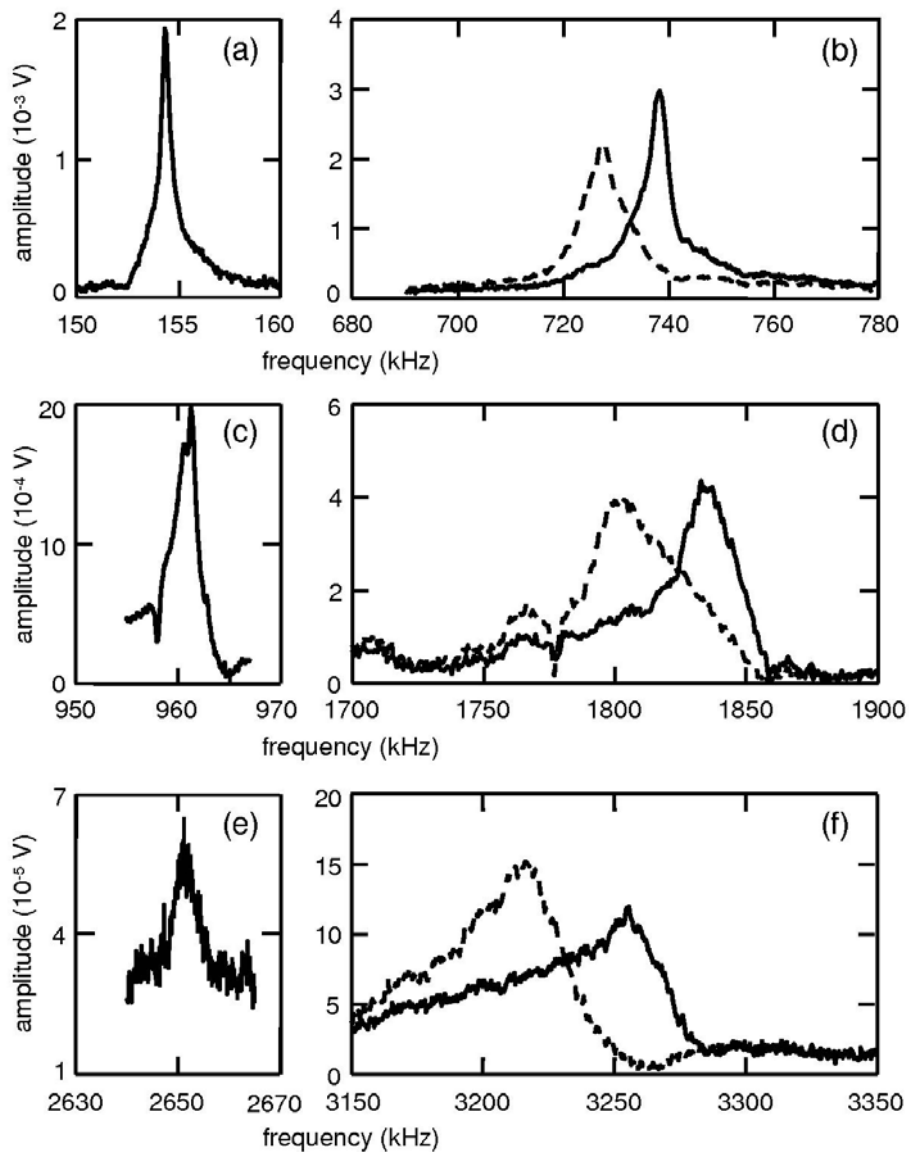 (a)
(b)
amplitude (10⁻³ V)
2
1
0
150 155 160
4
3
2
1
0
680 700 720 740 760 780
frequency (kHz)
(c)
(d)
amplitude (10⁻⁴ V)
20
10
0
950 960 970
6
4
2
0
1700 1750 1800 1850 1900
frequency (kHz)
(e)
(f)
amplitude (10⁻⁵ V)
7
4
1
2630 2650 2670
20
15
10
5
0
3150 3200 3250 3300 3350
frequency (kHz)